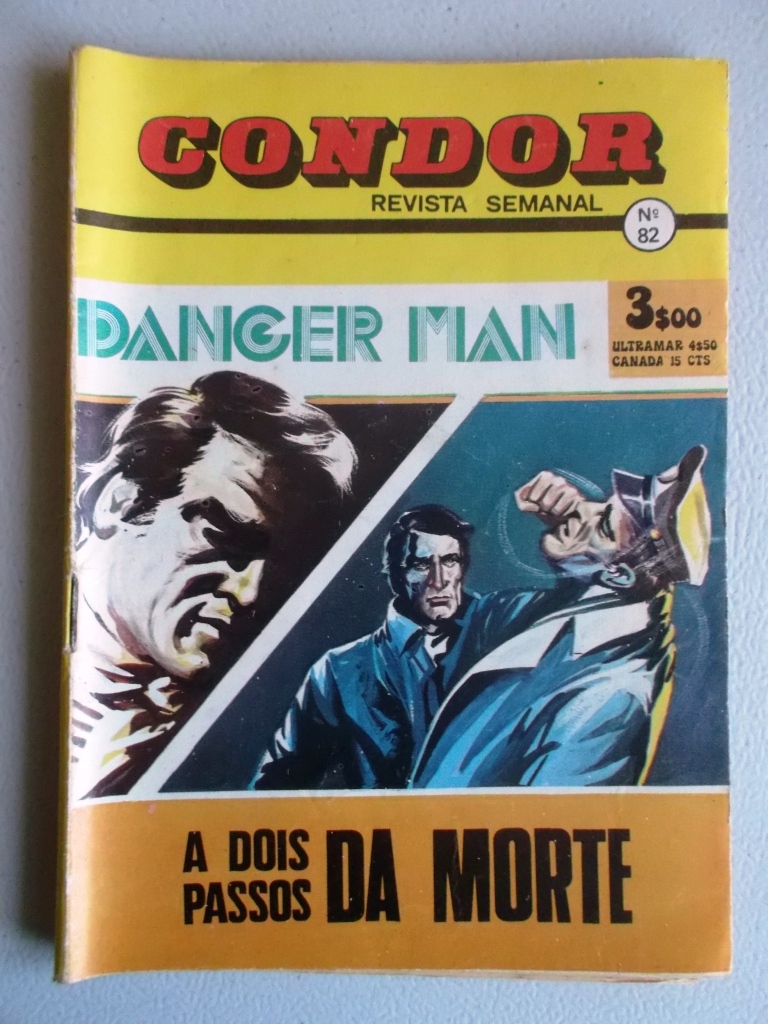 CONDOR
REVISTA SEMANAL
Nº
82
DANGER MAN
3$00
ULTRAMAR 4$50
CANADA 15 CTS
A DOIS
PASSOS
DA MORTE